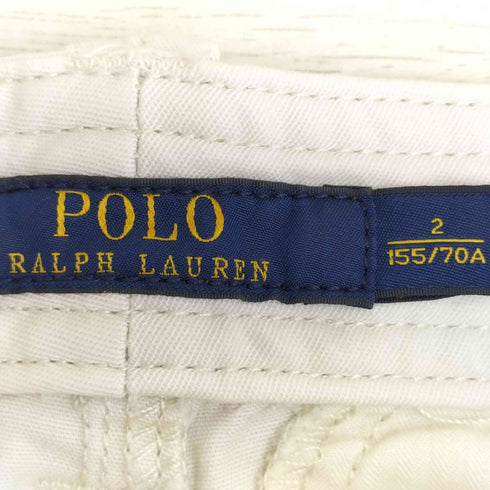 POLO
RALPH LAUREN
2
155/70A